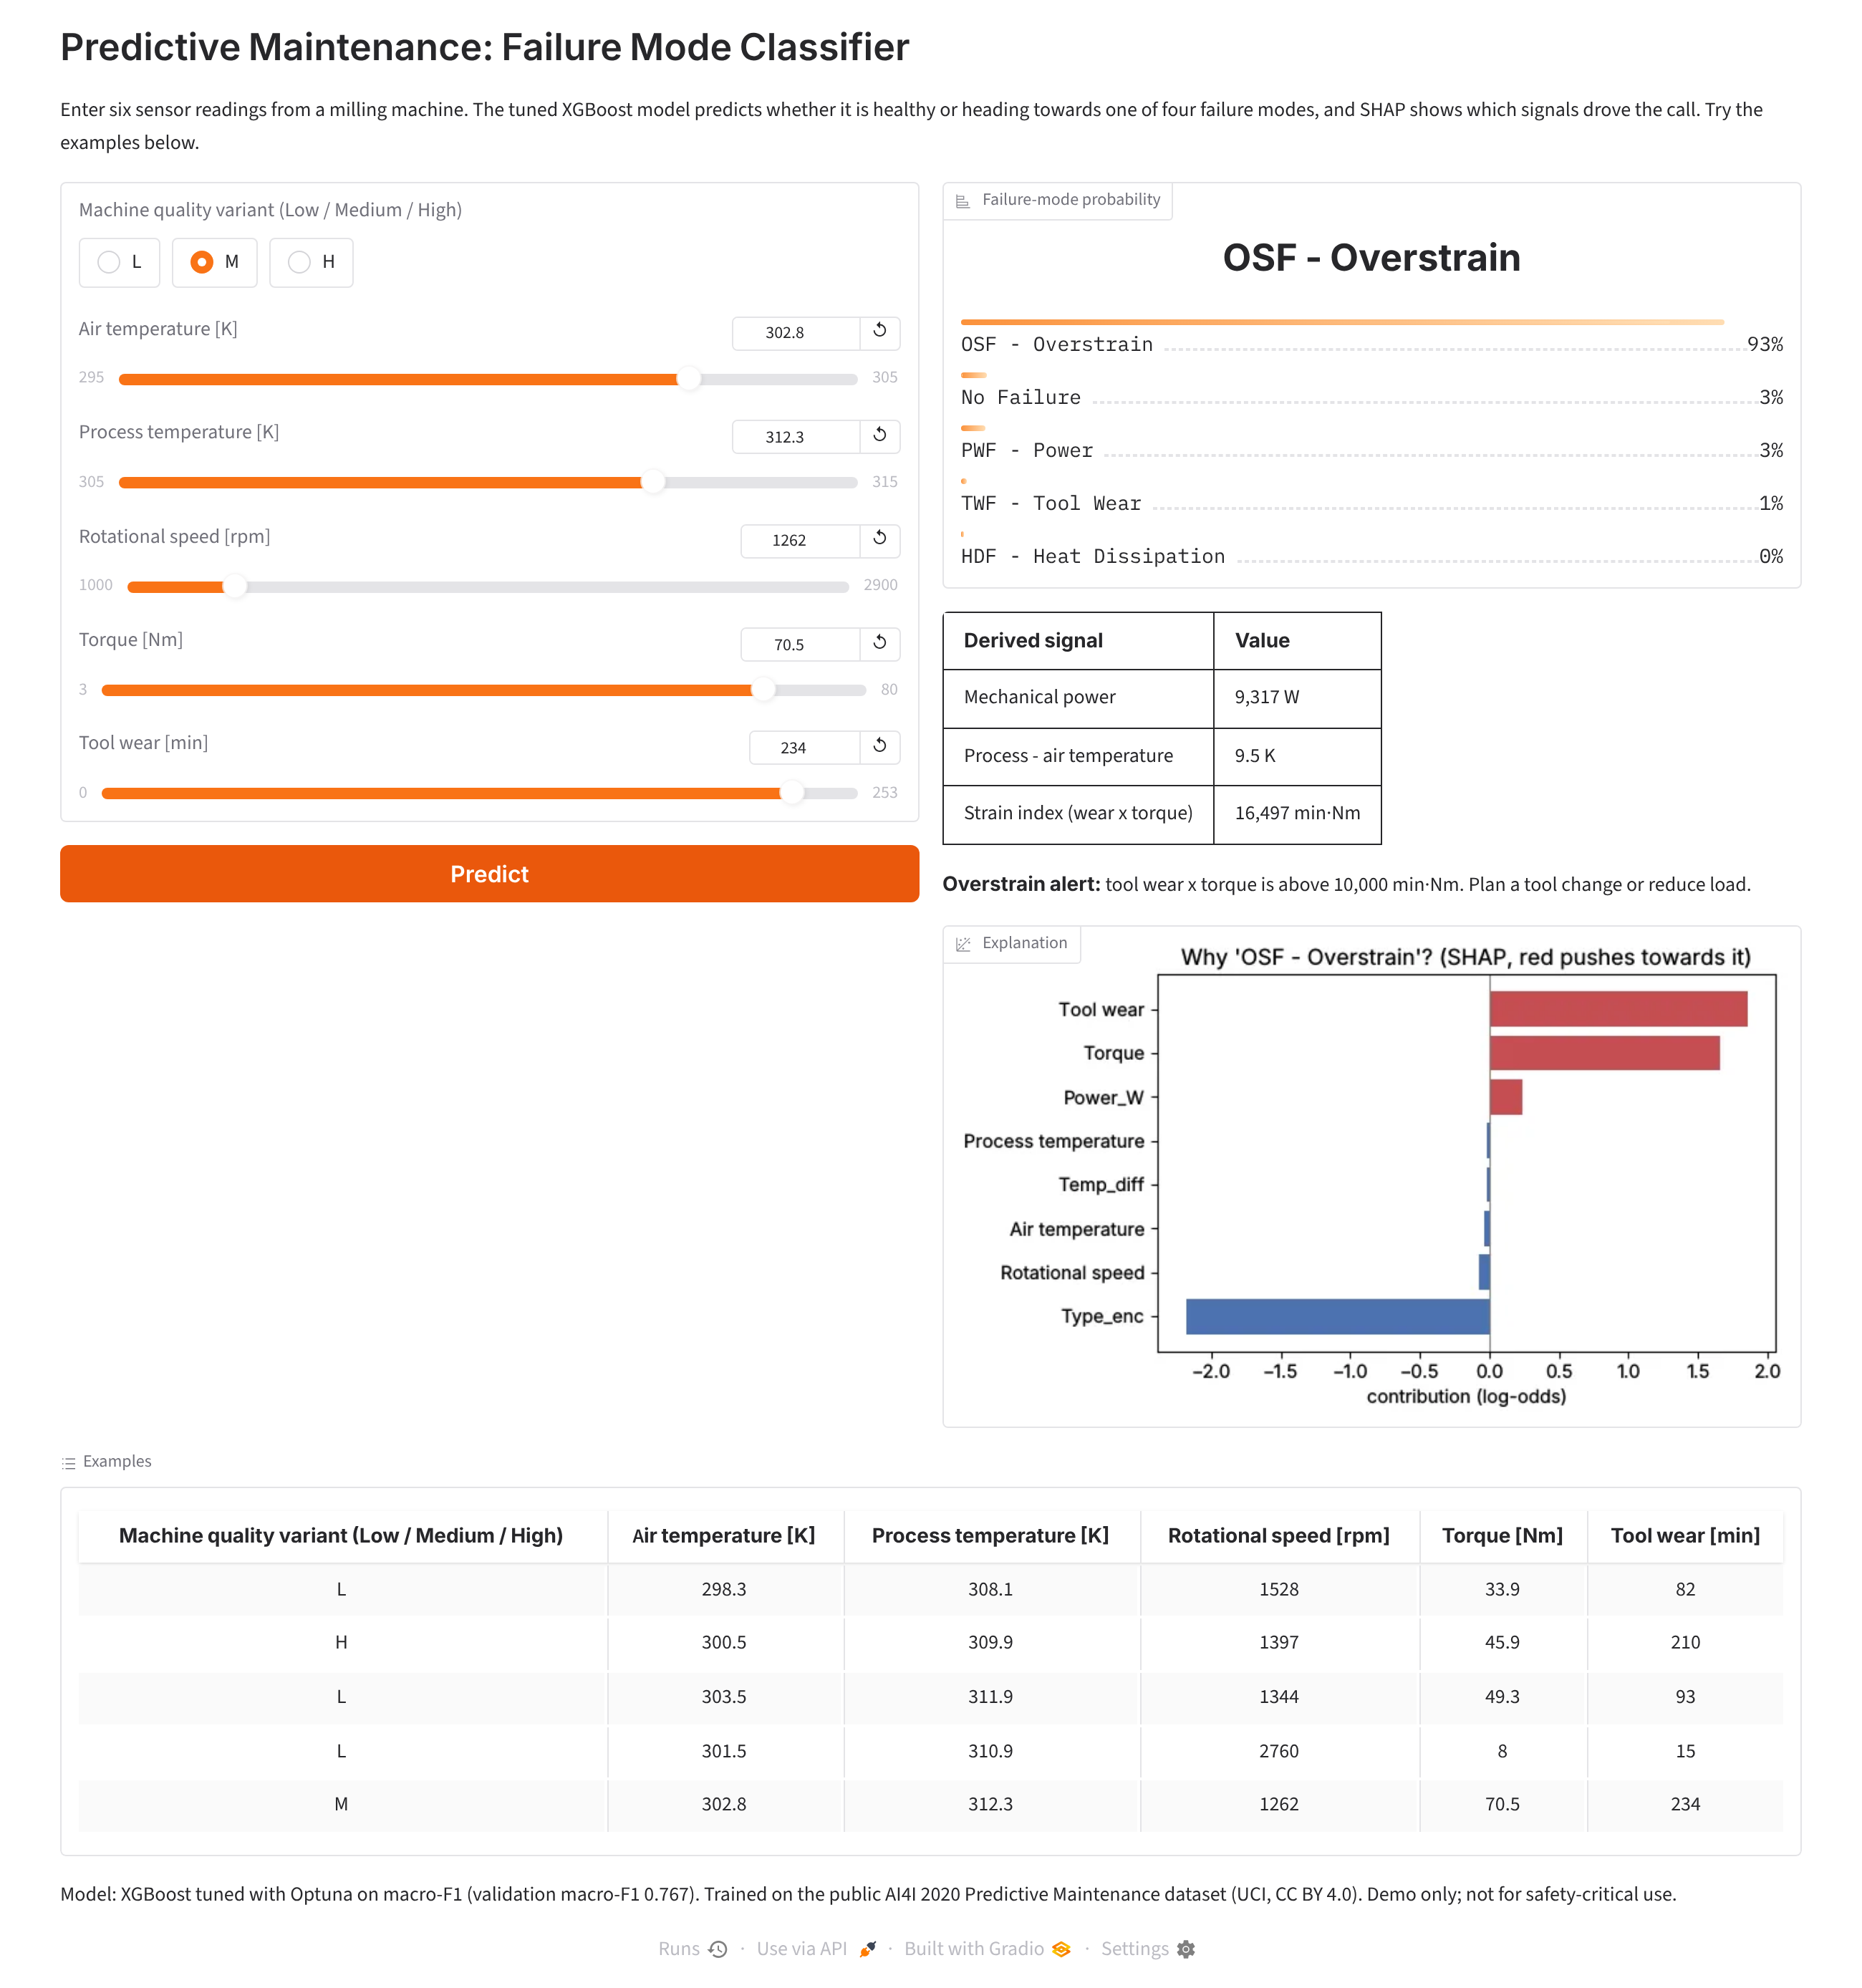 Predictive Maintenance: Failure Mode Classifier
Enter six sensor readings from a milling machine. The tuned XGBoost model predicts whether it is healthy or heading towards one of four failure modes, and SHAP shows which signals drove the call. Try the
examples below.
Machine quality variant (Low / Medium / High)
L M H
Air temperature [K] 302.8
295 305
Process temperature [K] 312.3
305 315
Rotational speed [rpm] 1262
1000 2900
Torque [Nm] 70.5
3 80
Tool wear [min] 234
0 253
Predict
Failure-mode probability
OSF - Overstrain
OSF - Overstrain 93%
No Failure 3%
PWF - Power 3%
TWF - Tool Wear 1%
HDF - Heat Dissipation 0%
Derived signal Value
Mechanical power 9,317 W
Process - air temperature 9.5 K
Strain index (wear x torque) 16,497 min·Nm
Overstrain alert: tool wear x torque is above 10,000 min·Nm. Plan a tool change or reduce load.
Explanation
Why 'OSF - Overstrain'? (SHAP, red pushes towards it)
Tool wear
Torque
Power_W
Process temperature
Temp_diff
Air temperature
Rotational speed
Type_enc
−2.0 −1.5 −1.0 −0.5 0.0 0.5 1.0 1.5 2.0
contribution (log-odds)
Examples
Machine quality variant (Low / Medium / High) Air temperature [K] Process temperature [K] Rotational speed [rpm] Torque [Nm] Tool wear [min]
L 298.3 308.1 1528 33.9 82
H 300.5 309.9 1397 45.9 210
L 303.5 311.9 1344 49.3 93
L 301.5 310.9 2760 8 15
M 302.8 312.3 1262 70.5 234
Model: XGBoost tuned with Optuna on macro-F1 (validation macro-F1 0.767). Trained on the public AI4I 2020 Predictive Maintenance dataset (UCI, CC BY 4.0). Demo only; not for safety-critical use.
Runs · Use via API · Built with Gradio · Settings